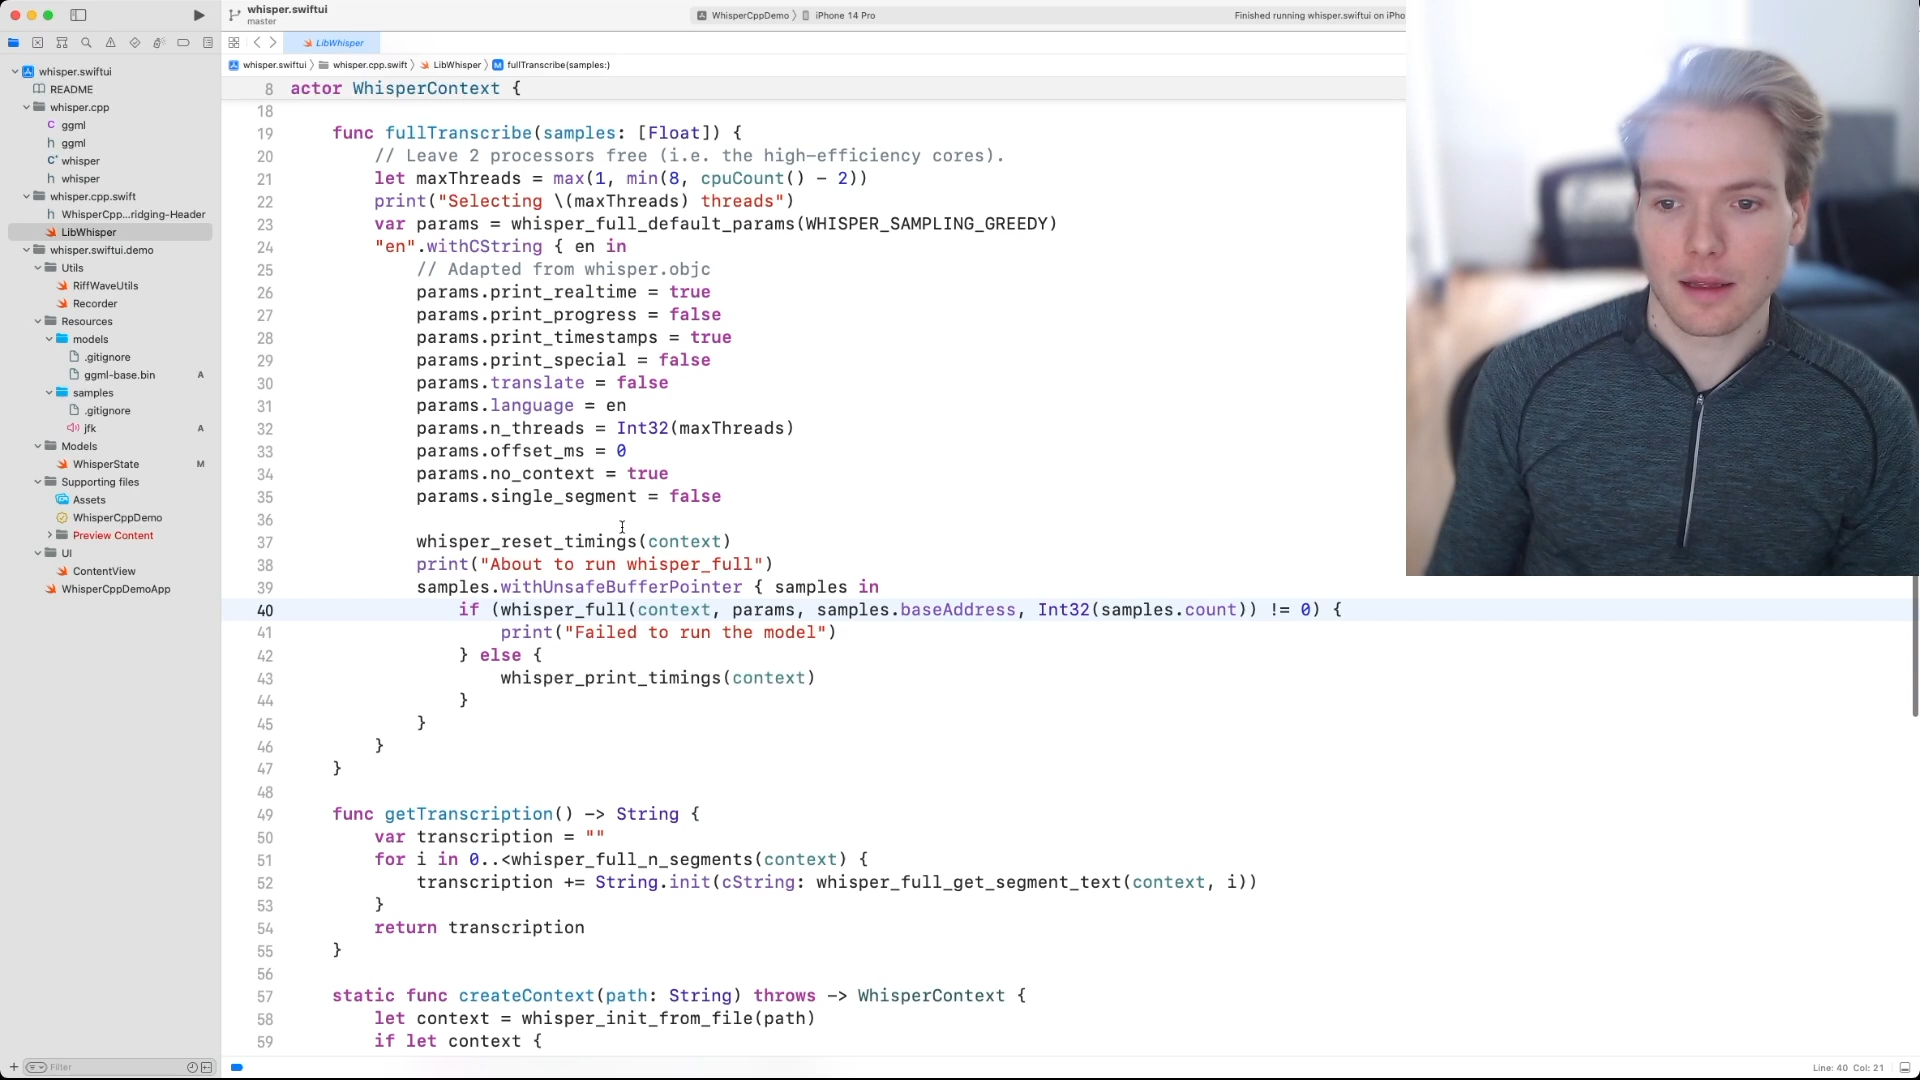 whisper.swiftui
master
WhisperCppDemo
iPhone 14 Pro
Finished running whisper.swiftui on iPho
LibWhisper
whisper.swiftui
whisper.cpp.swift
LibWhisper
M
fullTranscribe(samples:)
whisper.swiftui
README
whisper.cpp
C ggml
h ggml
C+ whisper
h whisper
whisper.cpp.swift
h WhisperCpp...ridging-Header
LibWhisper
whisper.swiftui.demo
Utils
RiffWaveUtils
Recorder
Resources
models
.gitignore
ggml-base.bin A
samples
.gitignore
jfk A
Models
WhisperState M
Supporting files
Assets
WhisperCppDemo
Preview Content
UI
ContentView
WhisperCppDemoApp
Filter
8 actor WhisperContext {
18
19 func fullTranscribe(samples: [Float]) {
20 // Leave 2 processors free (i.e. the high-efficiency cores).
21 let maxThreads = max(1, min(8, cpuCount() - 2))
22 print("Selecting \(maxThreads) threads")
23 var params = whisper_full_default_params(WHISPER_SAMPLING_GREEDY)
24 "en".withCString { en in
25 // Adapted from whisper.objc
26 params.print_realtime = true
27 params.print_progress = false
28 params.print_timestamps = true
29 params.print_special = false
30 params.translate = false
31 params.language = en
32 params.n_threads = Int32(maxThreads)
33 params.offset_ms = 0
34 params.no_context = true
35 params.single_segment = false
36
37 whisper_reset_timings(context)
38 print("About to run whisper_full")
39 samples.withUnsafeBufferPointer { samples in
40 if (whisper_full(context, params, samples.baseAddress, Int32(samples.count)) != 0) {
41 print("Failed to run the model")
42 } else {
43 whisper_print_timings(context)
44 }
45 }
46 }
47 }
48
49 func getTranscription() -> String {
50 var transcription = ""
51 for i in 0..<whisper_full_n_segments(context) {
52 transcription += String.init(cString: whisper_full_get_segment_text(context, i))
53 }
54 return transcription
55 }
56
57 static func createContext(path: String) throws -> WhisperContext {
58 let context = whisper_init_from_file(path)
59 if let context {
Line: 40 Col: 21